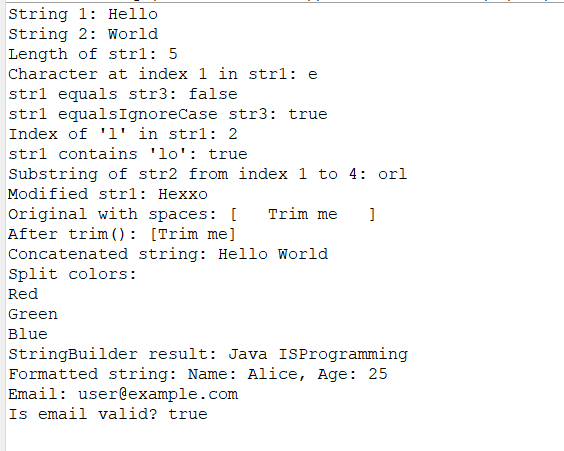 String 1: Hello
String 2: World
Length of str1: 5
Character at index 1 in str1: e
str1 equals str3: false
str1 equalsIgnoreCase str3: true
Index of 'l' in str1: 2
str1 contains 'lo': true
Substring of str2 from index 1 to 4: orl
Modified str1: Hexxo
Original with spaces: [   Trim me   ]
After trim(): [Trim me]
Concatenated string: Hello World
Split colors:
Red
Green
Blue
StringBuilder result: Java ISProgramming
Formatted string: Name: Alice, Age: 25
Email: user@example.com
Is email valid? true